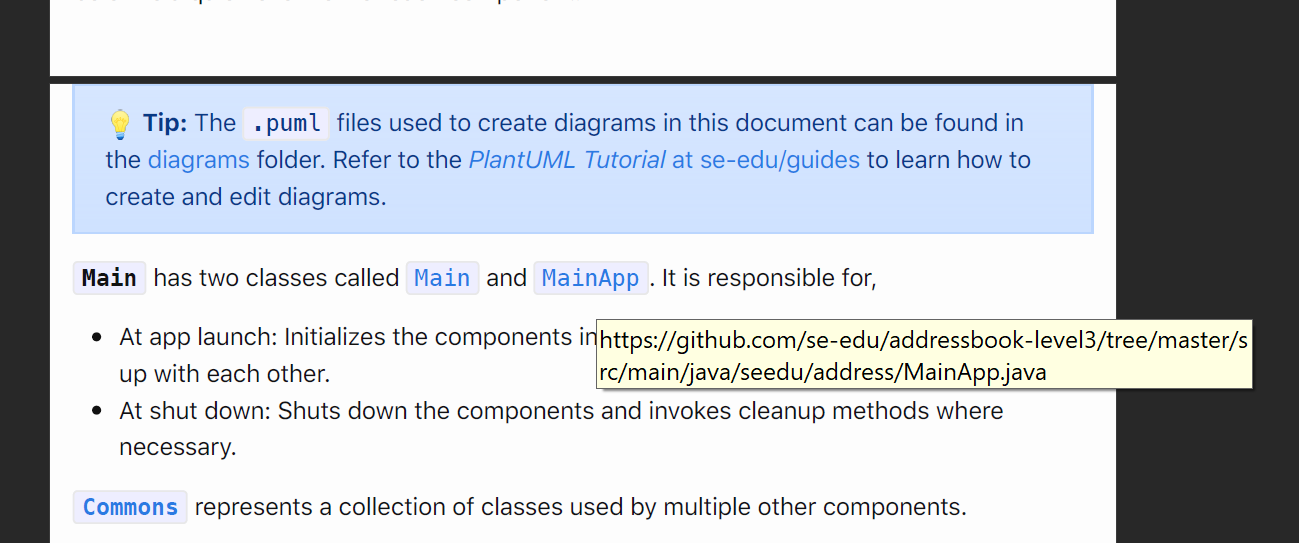 Tip: The .puml files used to create diagrams in this document can be found in
the diagrams folder. Refer to the PlantUML Tutorial at se-edu/guides to learn how to
create and edit diagrams.
Main has two classes called Main and MainApp. It is responsible for,
At app launch: Initializes the components in
https://github.com/se-edu/addressbook-level3/tree/master/s
rc/main/java/seedu/address/MainApp.java
up with each other.
At shut down: Shuts down the components and invokes cleanup methods where
necessary.
Commons represents a collection of classes used by multiple other components.